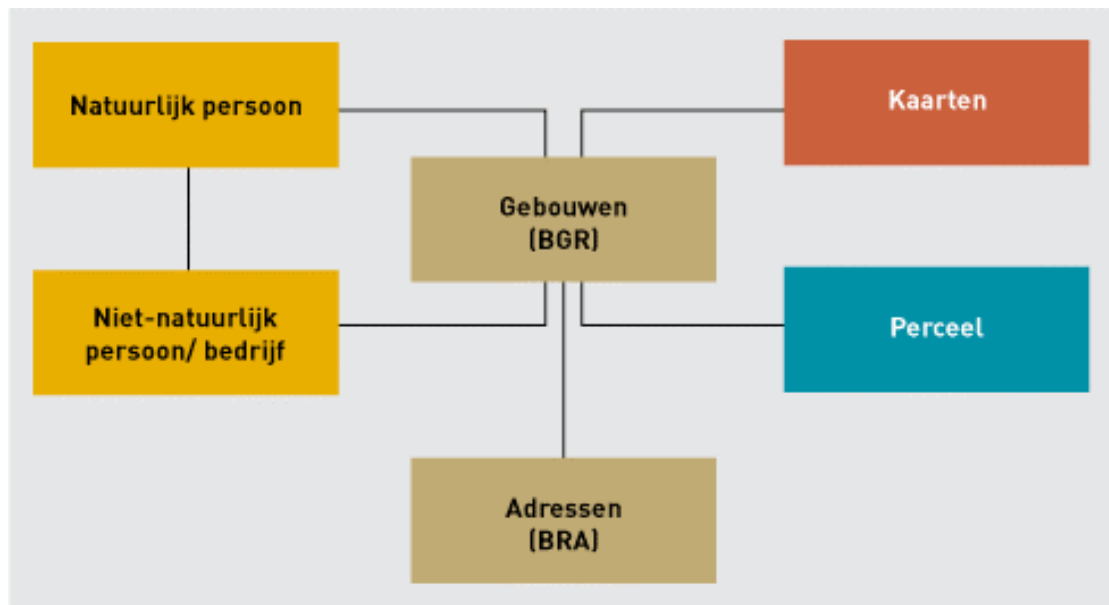 Natuurlijk persoon
Kaarten
Gebouwen
(BGR)
Niet-natuurlijk
persoon/ bedrijf
Perceel
Adressen
(BRA)